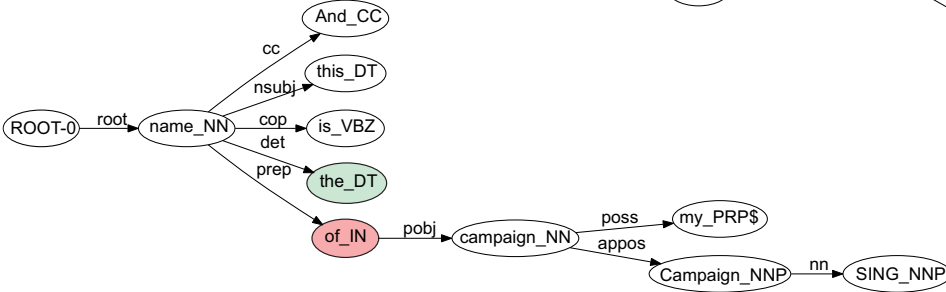 And_CC
cc
this_DT
nsubj
ROOT-0 root name_NN cop is_VBZ
det
prep the_DT
of_IN pobj campaign_NN poss my_PRP$
appos
Campaign_NNP nn SING_NNP